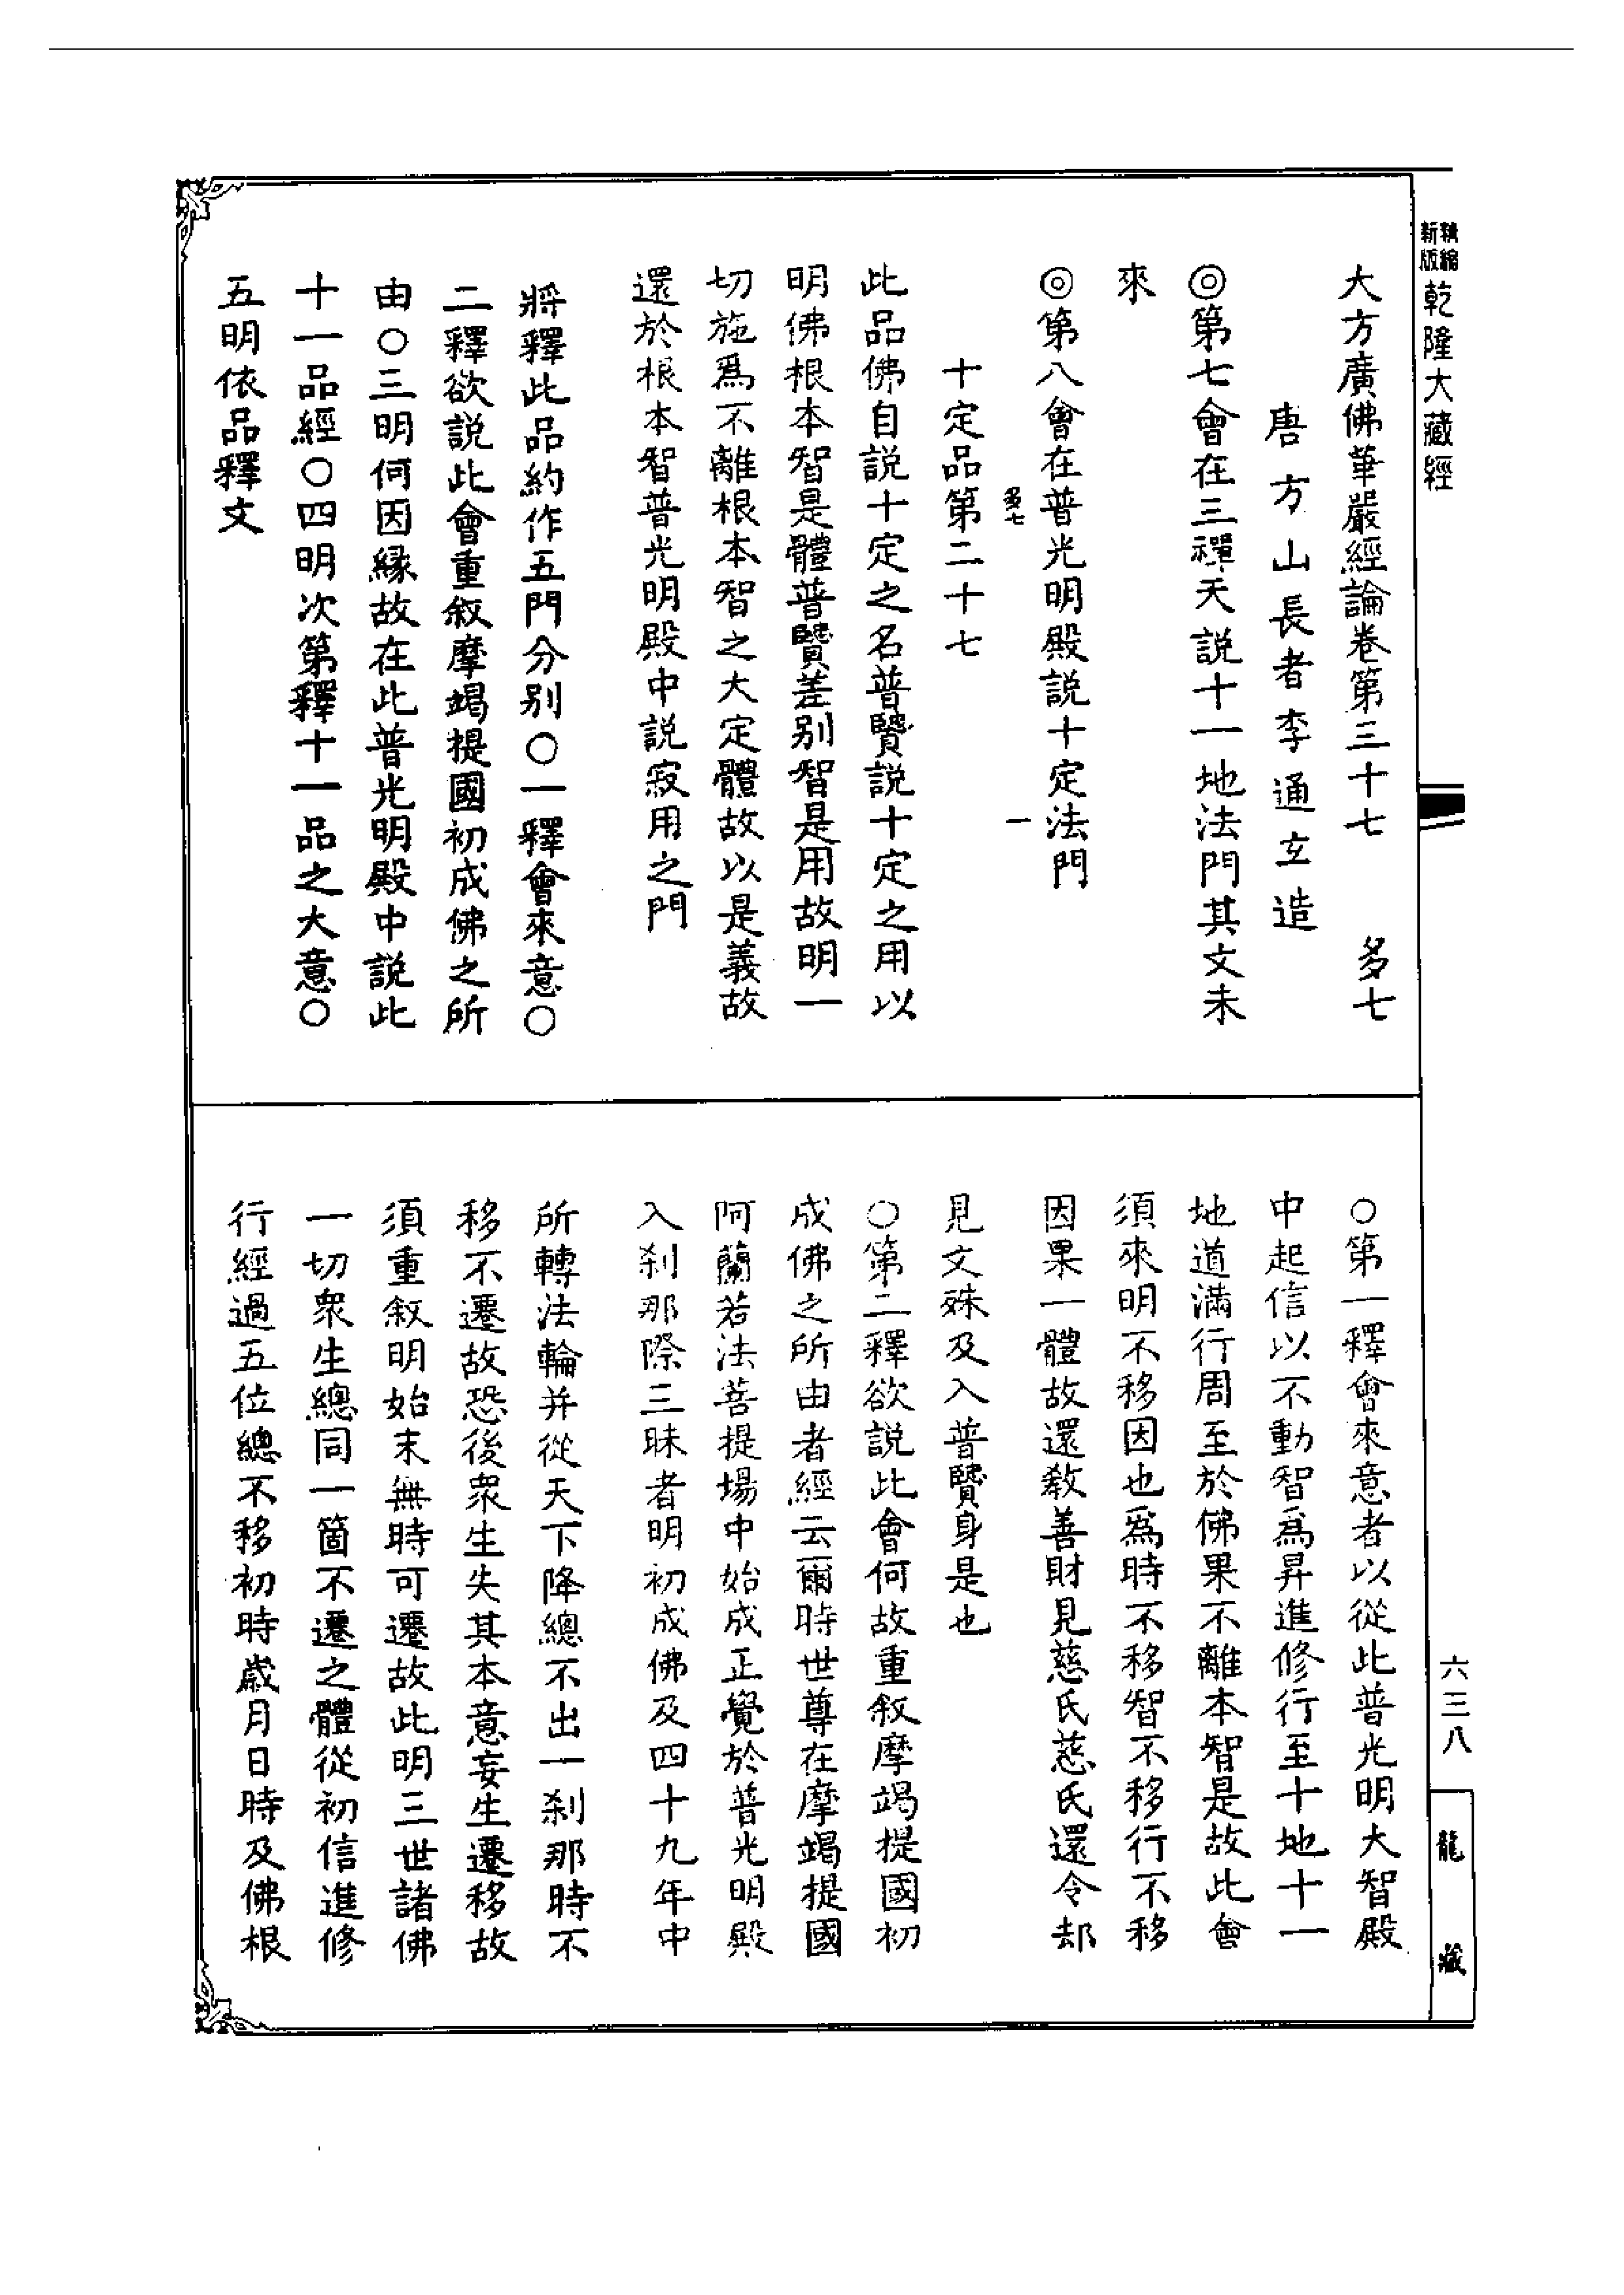 精縮新版
乾隆大藏經
大方廣佛華嚴經論卷第三十七　多七
唐方山長者李通玄造
◎第七會在三禪天説十一地法門其文未
來
◎第八會在普光明殿説十定法門
多七　一
十定品第二十七
此品佛自説十定之名普賢説十定之用以
明佛根本智是體普賢差别智是用故明一
切施爲不離根本智之大定體故以是義故
還於根本智普光明殿中説寂用之門
將釋此品約作五門分别○一釋會來意○
二釋欲説此會重叙摩竭提國初成佛之所
由○三明何因縁故在此普光明殿中説此
十一品經○四明次第釋十一品之大意○
五明依品釋文
○第一釋會來意者以從此普光明大智殿
中起信以不動智爲昇進修行至十地十一
地道滿行周至於佛果不離本智是故此會
須來明不移因也爲時不移智不移行不移
因果一體故還教善財見慈氏慈氏還令却
見文殊及入普賢身是也
○第二釋欲説此會何故重叙摩竭提國初
成佛之所由者經云爾時世尊在摩竭提國
阿蘭若法菩提場中始成正覺於普光明殿
入刹那際三昧者明初成佛及四十九年中
所轉法輪并從天下降總不出一刹那時不
移不遷故恐後衆生失其本意妄生遷移故
須重叙明始末無時可遷故此明三世諸佛
一切衆生總同一箇不遷之體從初信進修
行經過五位總不移初時歲月日時及佛根
六三八
龍藏